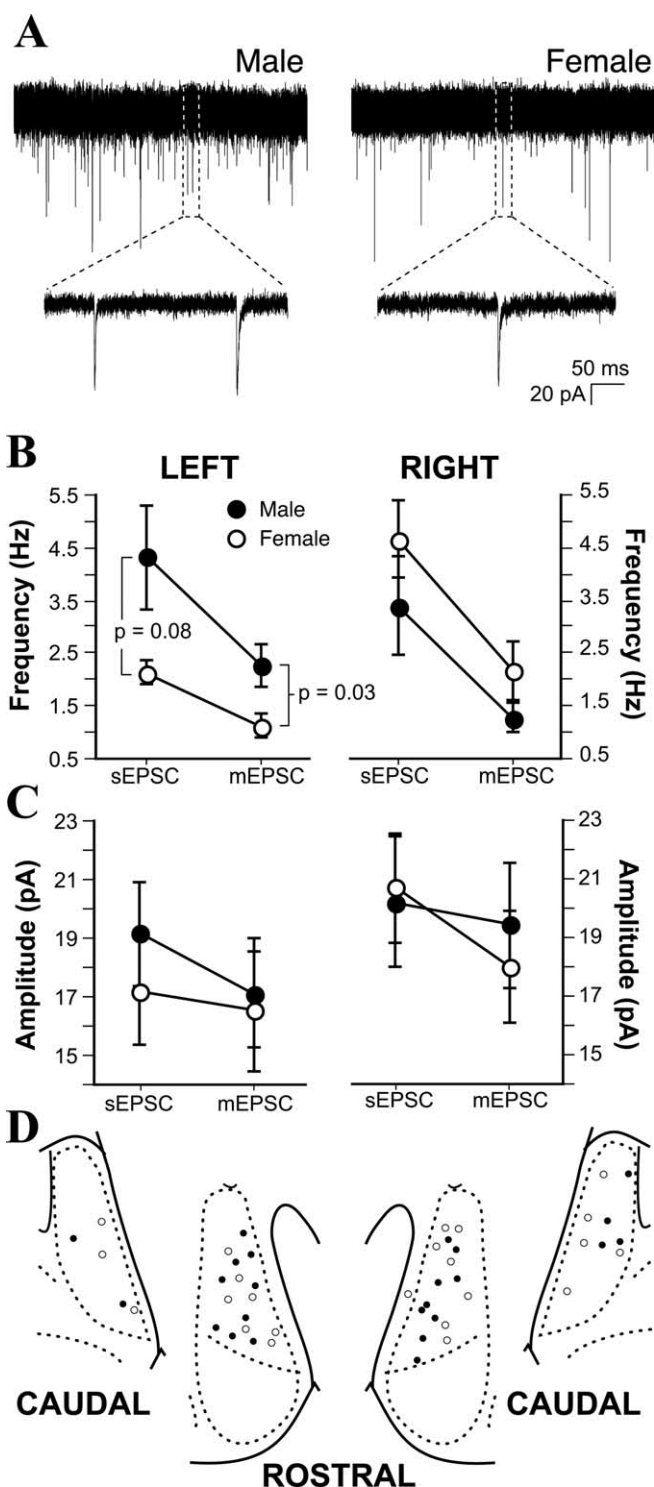 A
Male
Female
50 ms
20 pA
B
LEFT
RIGHT
Frequency (Hz)
5.5
4.5
3.5
2.5
1.5
0.5
Male
Female
p = 0.08
p = 0.03
sEPSC
mEPSC
sEPSC
mEPSC
5.5
4.5
3.5
2.5
1.5
0.5
Frequency (Hz)
C
Amplitude (pA)
23
21
19
17
15
sEPSC
mEPSC
sEPSC
mEPSC
23
21
19
17
15
Amplitude (pA)
D
CAUDAL
CAUDAL
ROSTRAL